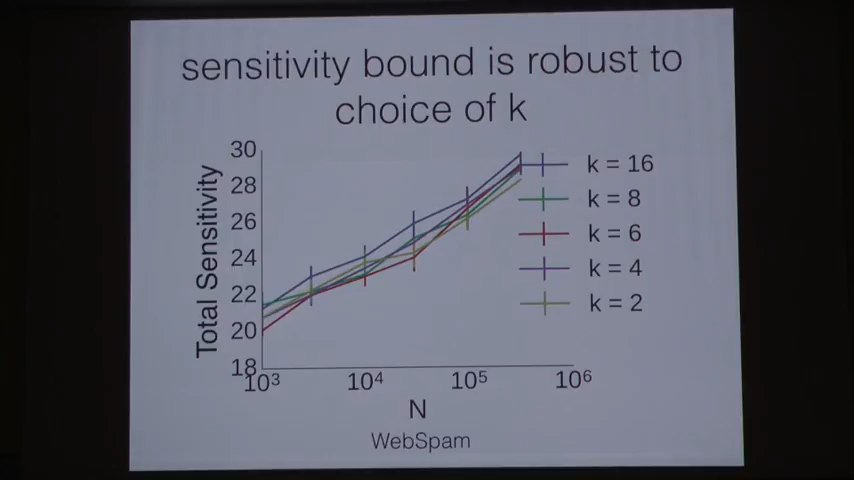 sensitivity bound is robust to
choice of k
Total Sensitivity
30
28
26
24
22
20
18
10³
10⁴
10⁵
10⁶
N
WebSpam
k = 16
k = 8
k = 6
k = 4
k = 2